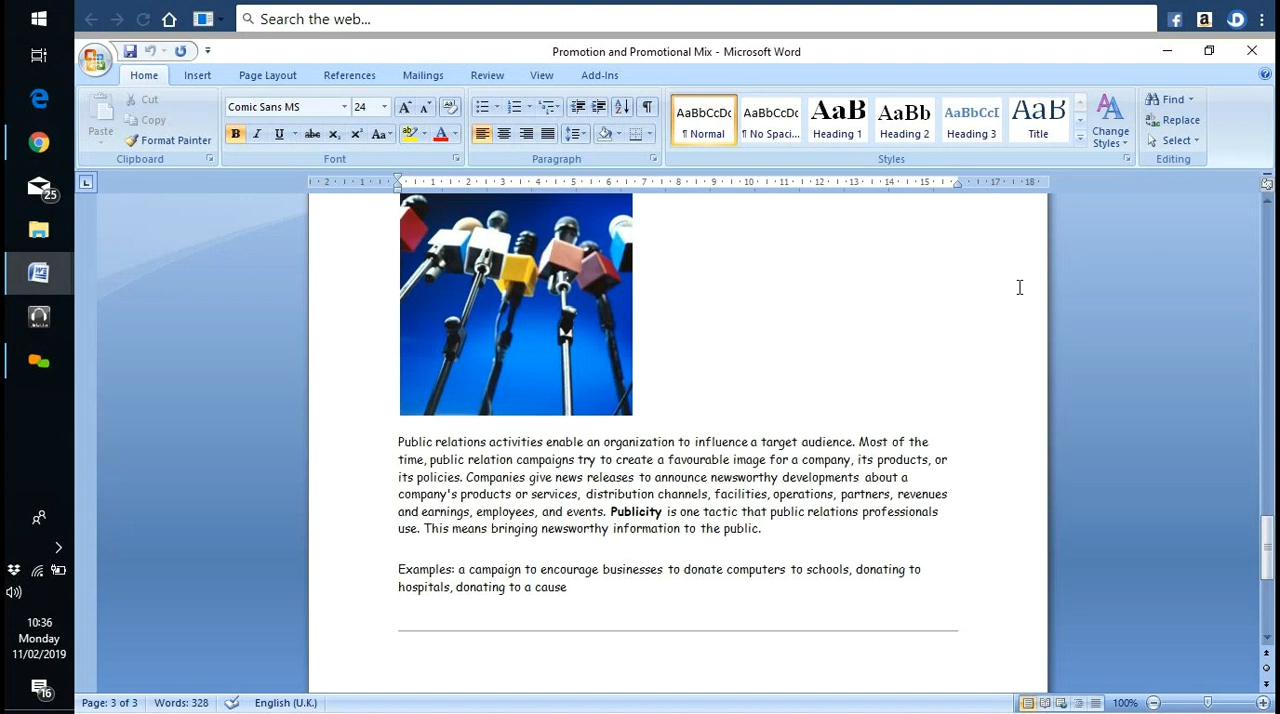 Search the web...
Promotion and Promotional Mix - Microsoft Word
Home Insert Page Layout References Mailings Review View Add-Ins
Paste
Cut
Copy
Format Painter
Clipboard
Comic Sans MS 24
Font
Paragraph
AaBbCcDc AaBbCcDc AaB AaBb AaBbCcI AaB
¶ Normal ¶ No Spaci... Heading 1 Heading 2 Heading 3 Title
Change Styles
Styles
Find
Replace
Select
Editing
Public relations activities enable an organization to influence a target audience. Most of the
time, public relation campaigns try to create a favourable image for a company, its products, or
its policies. Companies give news releases to announce newsworthy developments about a
company's products or services, distribution channels, facilities, operations, partners, revenues
and earnings, employees, and events. Publicity is one tactic that public relations professionals
use. This means bringing newsworthy information to the public.
Examples: a campaign to encourage businesses to donate computers to schools, donating to
hospitals, donating to a cause
25
10:36
Monday
11/02/2019
16
Page: 3 of 3 Words: 328 English (U.K.) 100%